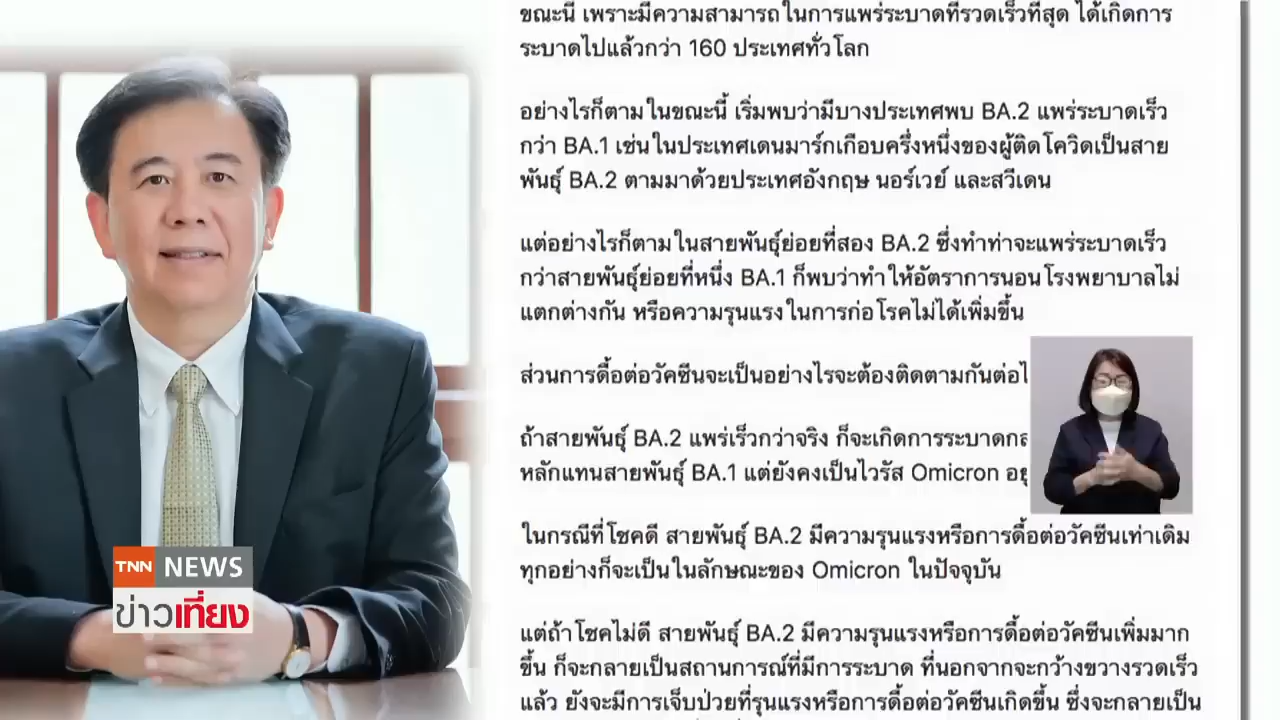 ขณะนี้ เพราะมีความสามารถในการแพร่ระบาดที่รวดเร็วที่สุด ได้เกิดการ
ระบาดไปแล้วกว่า 160 ประเทศทั่วโลก
อย่างไรก็ตามในขณะนี้ เริ่มพบว่ามีบางประเทศพบ BA.2 แพร่ระบาดเร็ว
กว่า BA.1 เช่นในประเทศเดนมาร์กเกือบครึ่งหนึ่งของผู้ติดโควิดเป็นสาย
พันธุ์ BA.2 ตามมาด้วยประเทศอังกฤษ นอร์เวย์ และสวีเดน
แต่อย่างไรก็ตามในสายพันธุ์ย่อยที่สอง BA.2 ซึ่งทำท่าจะแพร่ระบาดเร็ว
กว่าสายพันธุ์ย่อยที่หนึ่ง BA.1 ก็พบว่าทำให้อัตราการนอนโรงพยาบาลไม่
แตกต่างกัน หรือความรุนแรงในการก่อโรคไม่ได้เพิ่มขึ้น
ส่วนการดื้อต่อวัคซีนจะเป็นอย่างไรจะต้องติดตามกันต่อไ
ถ้าสายพันธุ์ BA.2 แพร่เร็วกว่าจริง ก็จะเกิดการระบาดกล
หลักแทนสายพันธุ์ BA.1 แต่ยังคงเป็นไวรัส Omicron อยู่
ในกรณีที่โชคดี สายพันธุ์ BA.2 มีความรุนแรงหรือการดื้อต่อวัคซีนเท่าเดิม
ทุกอย่างก็จะเป็นในลักษณะของ Omicron ในปัจจุบัน
แต่ถ้าโชคไม่ดี สายพันธุ์ BA.2 มีความรุนแรงหรือการดื้อต่อวัคซีนเพิ่มมาก
ขึ้น ก็จะกลายเป็นสถานการณ์ที่มีการระบาด ที่นอกจากจะกว้างขวางรวดเร็ว
แล้ว ยังจะมีการเจ็บป่วยที่รุนแรงหรือการดื้อต่อวัคซีนเกิดขึ้น ซึ่งจะกลายเป็น
TNN NEWS
ข่าวเที่ยง